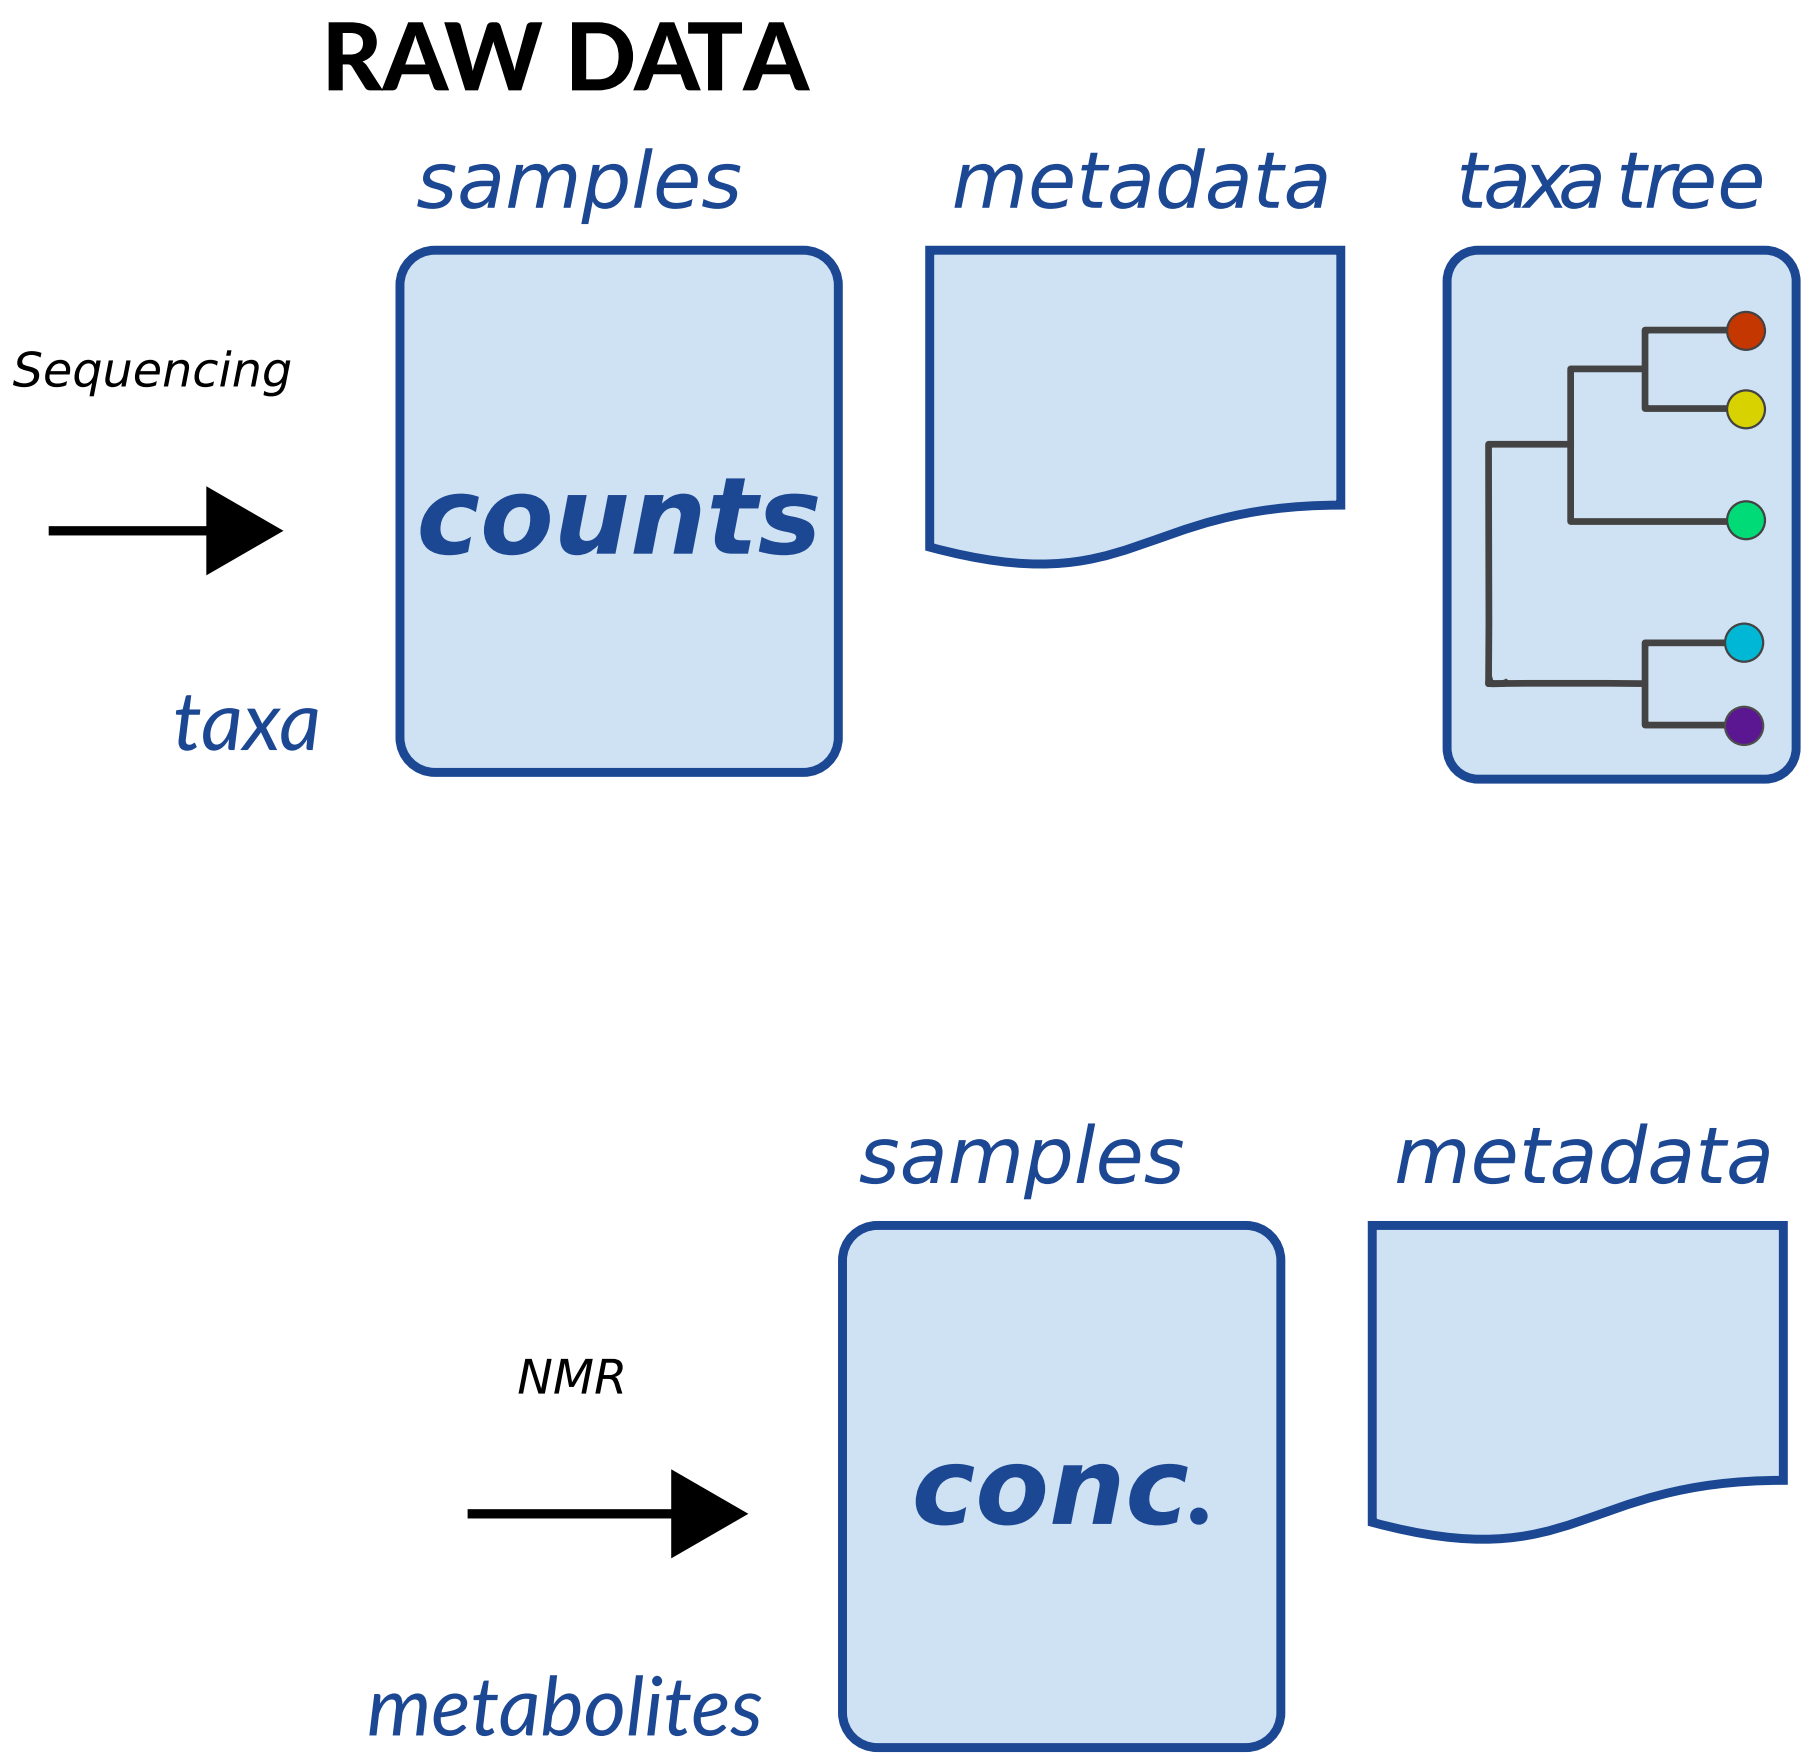 RAW DATA
samples
metadata
taxa tree
Sequencing
counts
taxa
samples
metadata
NMR
conc.
metabolites